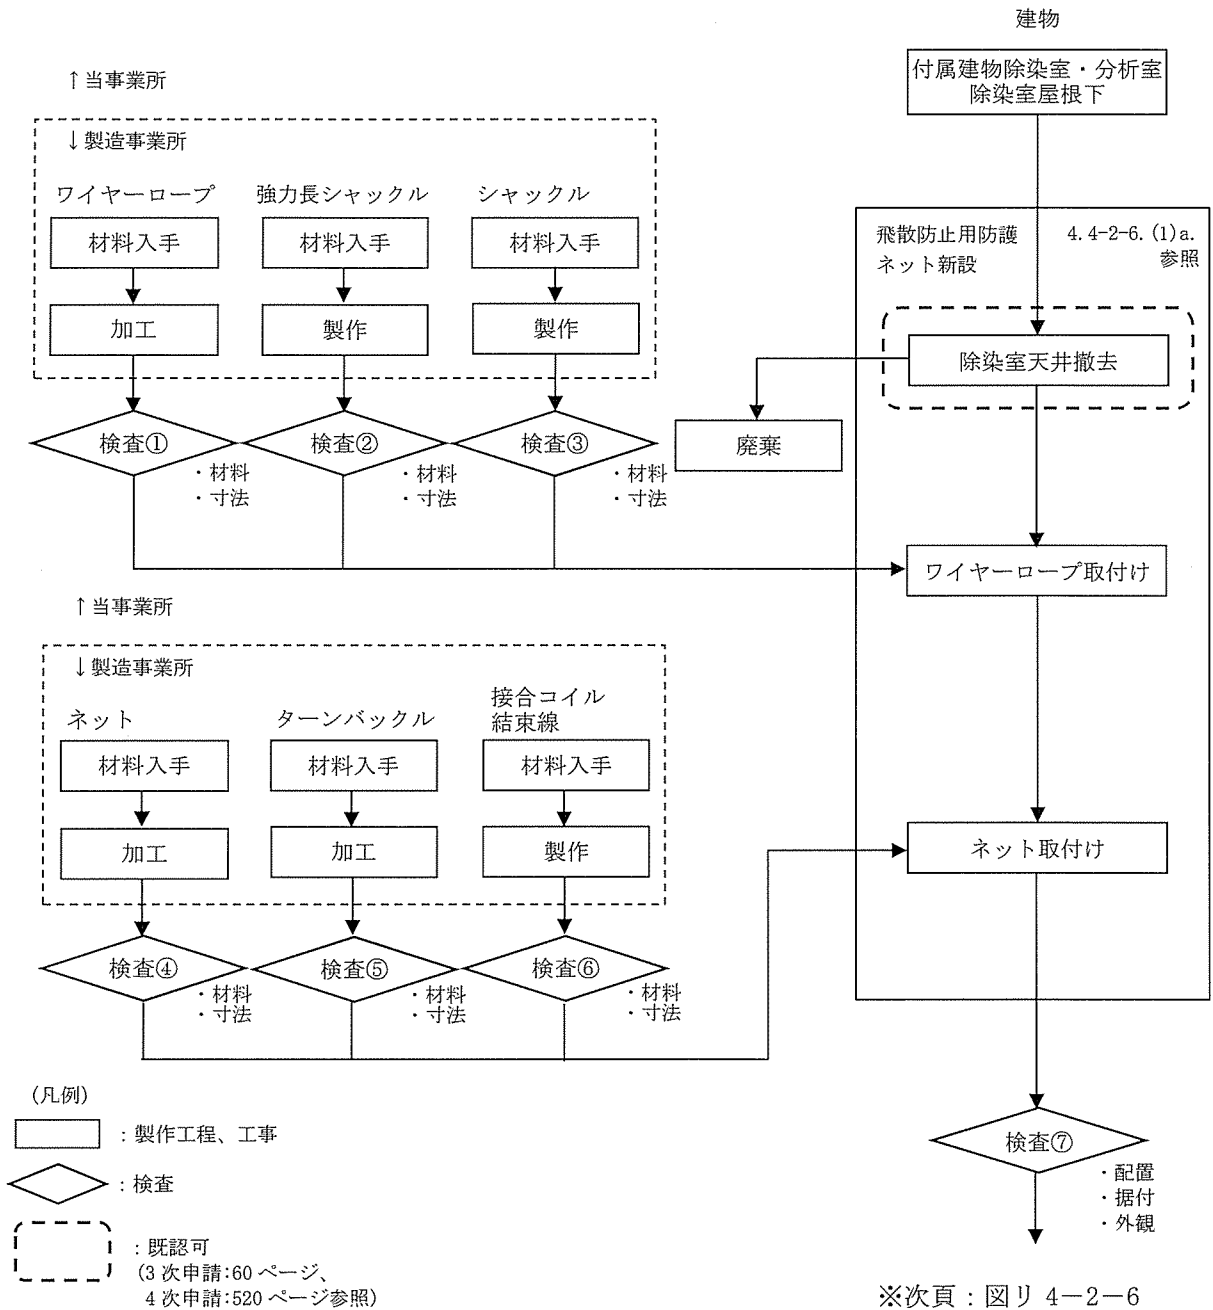 建物
付属建物除染室・分析室
除染室屋根下
↑当事業所
↓製造事業所
ワイヤーロープ
強力長シャックル
シャックル
材料入手
材料入手
材料入手
加工
製作
製作
検査①
・材料
・寸法
検査②
・材料
・寸法
検査③
・材料
・寸法
飛散防止用防護
ネット新設
4.4-2-6.(1)a.
参照
除染室天井撤去
廃棄
ワイヤーロープ取付け
↑当事業所
↓製造事業所
ネット
ターンバックル
接合コイル
結束線
材料入手
材料入手
材料入手
加工
加工
製作
検査④
・材料
・寸法
検査⑤
・材料
・寸法
検査⑥
・材料
・寸法
ネット取付け
検査⑦
・配置
・据付
・外観
(凡例)
：製作工程、工事
：検査
：既認可
(3次申請:60ページ、
4次申請:520ページ参照)
※次頁：図リ 4－2－6